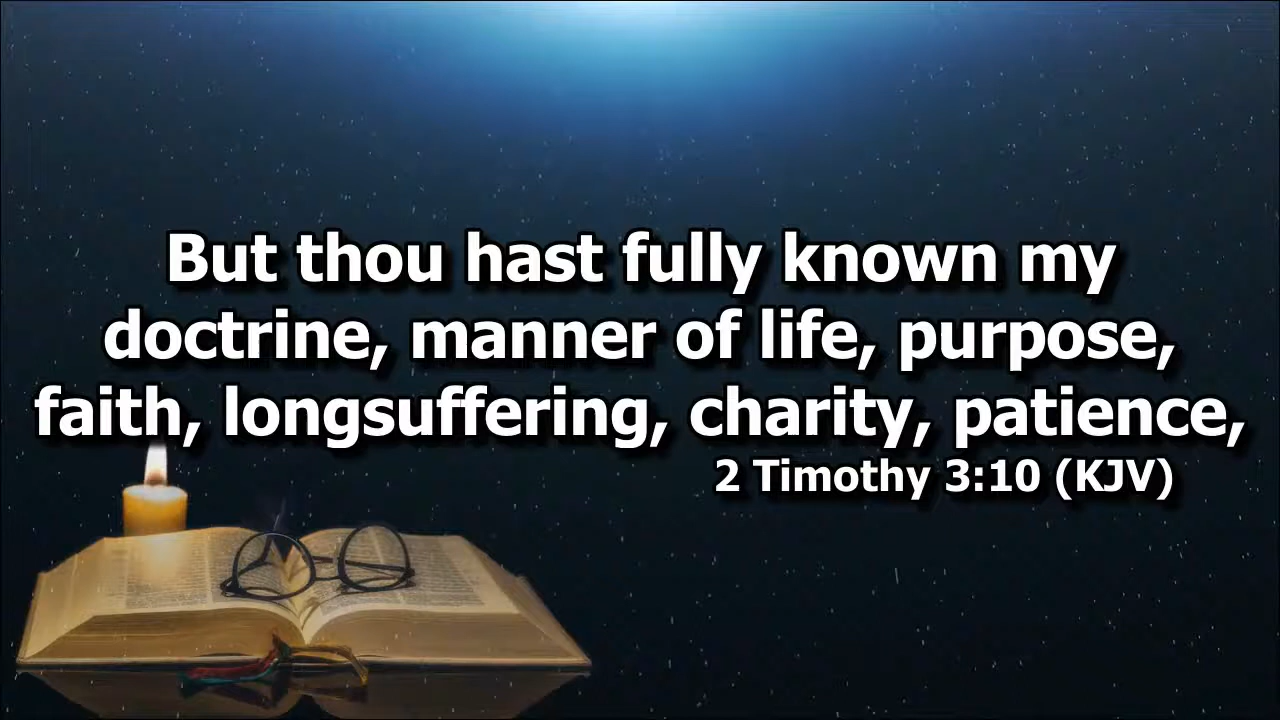 But thou hast fully known my
doctrine, manner of life, purpose,
faith, longsuffering, charity, patience,
2 Timothy 3:10 (KJV)